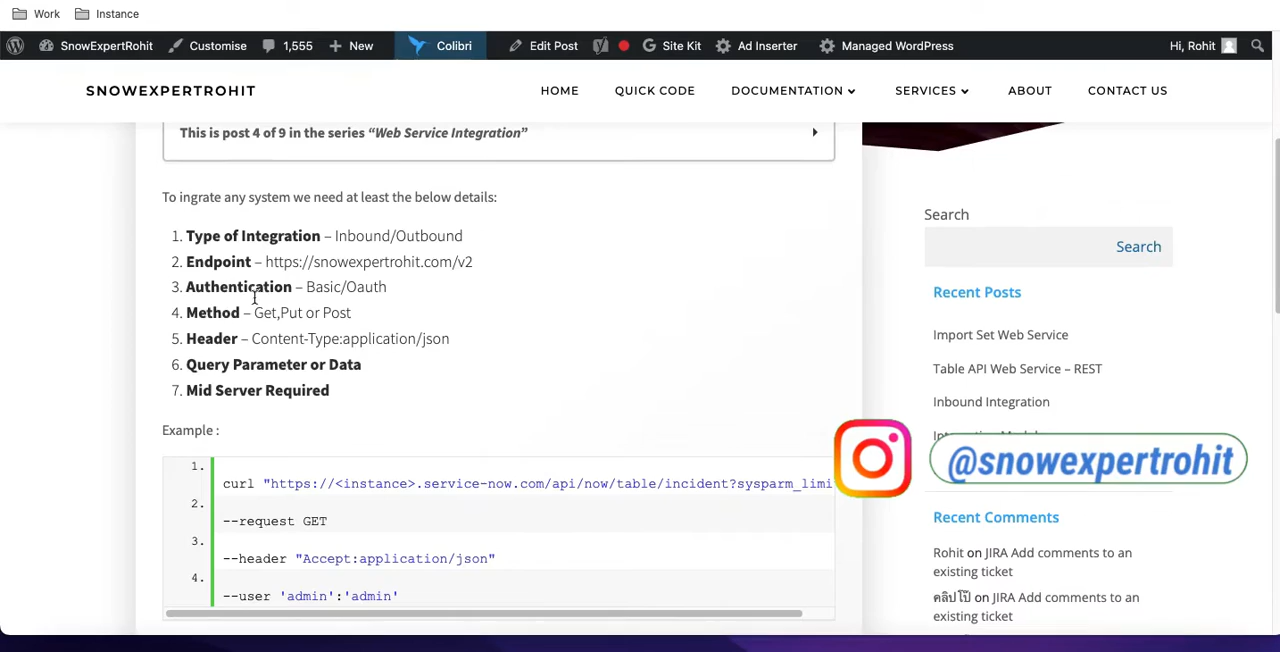 Work Instance
SnowExpertRohit Customise 1,555 New Colibri Edit Post Site Kit Ad Inserter Managed WordPress Hi, Rohit
SNOWEXPERTROHIT HOME QUICK CODE DOCUMENTATION SERVICES ABOUT CONTACT US
This is post 4 of 9 in the series “Web Service Integration”
To ingrate any system we need at least the below details:
1. Type of Integration – Inbound/Outbound
2. Endpoint – https://snowexpertrohit.com/v2
3. Authentication – Basic/Oauth
4. Method – Get,Put or Post
5. Header – Content-Type:application/json
6. Query Parameter or Data
7. Mid Server Required
Example :
1.
curl "https://<instance>.service-now.com/api/now/table/incident?sysparm_limi
2.
--request GET
3.
--header "Accept:application/json"
4.
--user 'admin':'admin'
Search
Search
Recent Posts
Import Set Web Service
Table API Web Service – REST
Inbound Integration
@snowexpertrohit
Recent Comments
Rohit on JIRA Add comments to an
existing ticket
คลิปโป๊ on JIRA Add comments to an
existing ticket